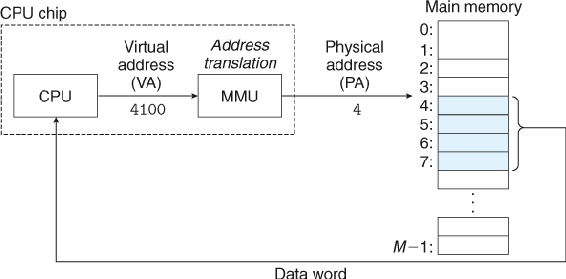 CPU chip
Main memory
Virtual
address
(VA)
4100
Address
translation
Physical
address
(PA)
4
CPU
MMU
0:
1:
2:
3:
4:
5:
6:
7:
M−1:
Data word